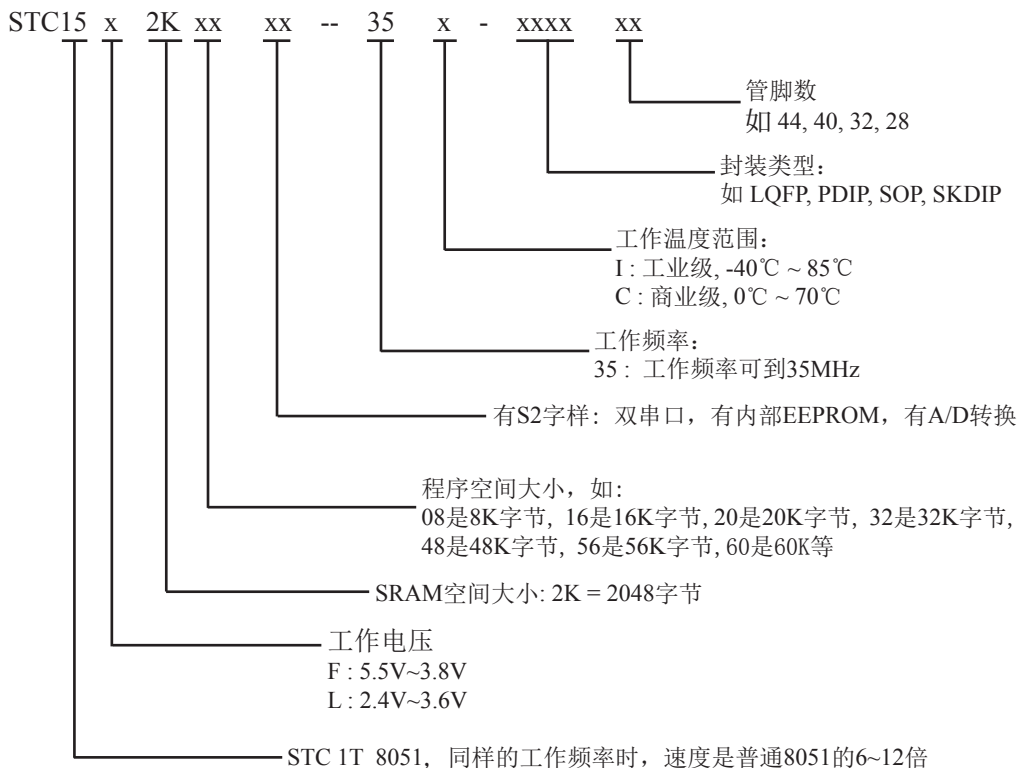 STC15 x 2K xx xx -- 35 x - xxxx xx
管脚数
如 44, 40, 32, 28
封装类型：
如 LQFP, PDIP, SOP, SKDIP
工作温度范围：
I : 工业级, -40℃ ~ 85℃
C : 商业级, 0℃ ~ 70℃
工作频率：
35 : 工作频率可到35MHz
有S2字样：双串口，有内部EEPROM，有A/D转换
程序空间大小，如：
08是8K字节, 16是16K字节, 20是20K字节, 32是32K字节,
48是48K字节, 56是56K字节, 60是60K等
SRAM空间大小: 2K = 2048字节
工作电压
F : 5.5V~3.8V
L : 2.4V~3.6V
STC 1T 8051, 同样的工作频率时，速度是普通8051的6~12倍